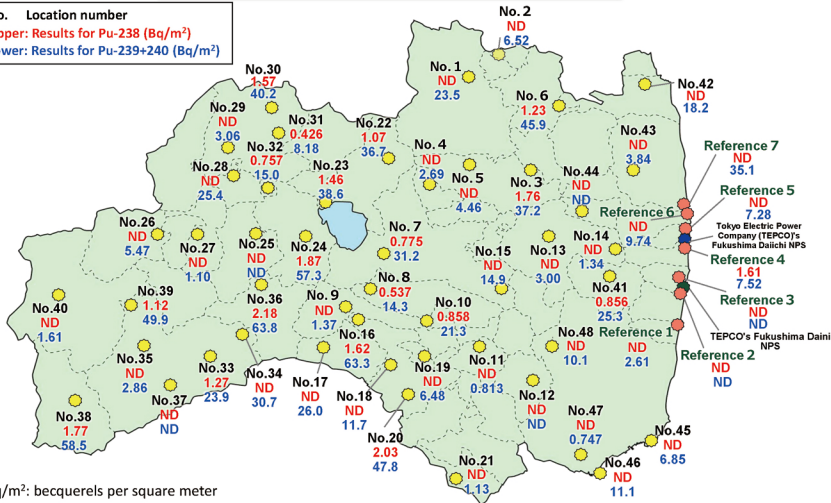 o. Location number
pper: Results for Pu-238 (Bq/m²)
ower: Results for Pu-239+240 (Bq/m²)
No. 2
ND
6.52
No. 1
ND
23.5
No. 6
1.23
45.9
No.42
ND
18.2
No.30
1.57
40.2
No.29
ND
3.06
No.31
0.426
8.18
No.22
1.07
36.7
No.43
ND
3.84
No.32
0.757
15.0
No.28
ND
25.4
No.23
1.46
38.6
No. 4
ND
2.69
No. 5
ND
4.46
No. 3
1.76
37.2
No.44
ND
ND
Reference 7
ND
35.1
Reference 5
ND
7.28
Reference 6
ND
9.74
Tokyo Electric Power
Company (TEPCO)'s
Fukushima Daiichi NPS
Reference 4
1.61
7.52
No.26
ND
5.47
No.27
ND
1.10
No.25
ND
ND
No.24
1.87
57.3
No. 7
0.775
31.2
No.15
ND
14.9
No.13
ND
3.00
No.14
ND
1.34
No. 8
0.537
14.3
No.41
0.856
25.3
Reference 3
ND
ND
No.40
ND
1.61
No.39
1.12
49.9
No.36
2.18
63.8
No. 9
ND
1.37
No.10
0.858
21.3
No.16
1.62
63.3
No.48
ND
10.1
Reference 1
ND
2.61
TEPCO's Fukushima Daini
NPS
Reference 2
ND
ND
No.35
ND
2.86
No.33
1.27
23.9
No.34
ND
30.7
No.17
ND
26.0
No.18
ND
11.7
No.19
ND
6.48
No.11
ND
0.813
No.12
ND
ND
No.37
ND
ND
No.38
1.77
58.5
No.20
2.03
47.8
No.47
ND
0.747
No.45
ND
6.85
No.21
ND
1.13
No.46
ND
11.1
q/m²: becquerels per square meter